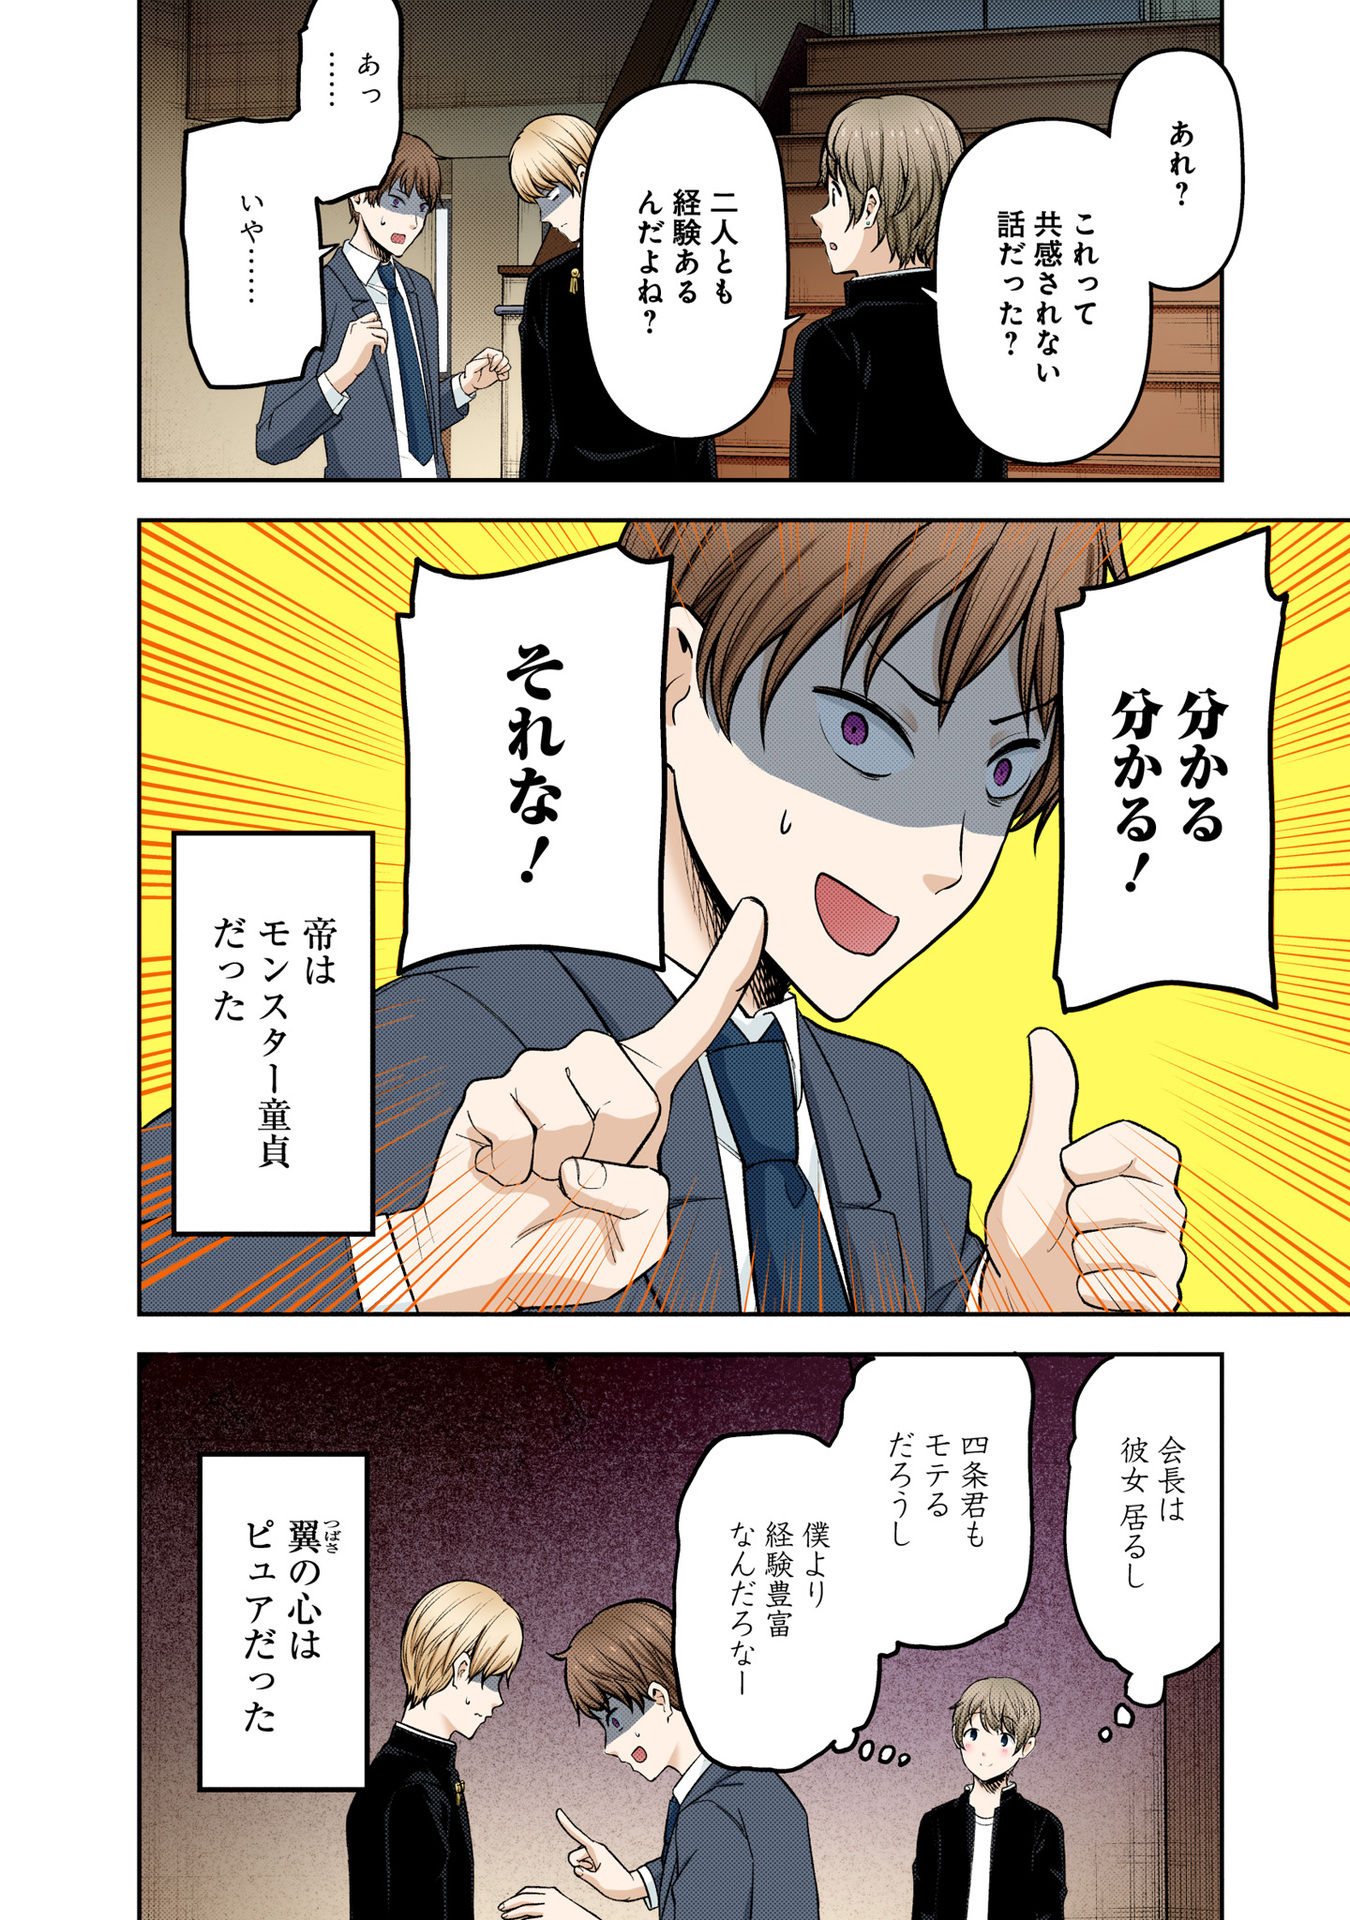 あれ？
これって
共感されない
話だった？
二人とも
経験ある
んだよね？
あっ
……
いや……
分かる
分かる！
それな！
帝は
モンスター童貞
だった
会長は
彼女居るし
四条君も
モテる
だろうし
僕より
経験豊富
なんだろなー
翼の心は
つばさ
ピュアだった